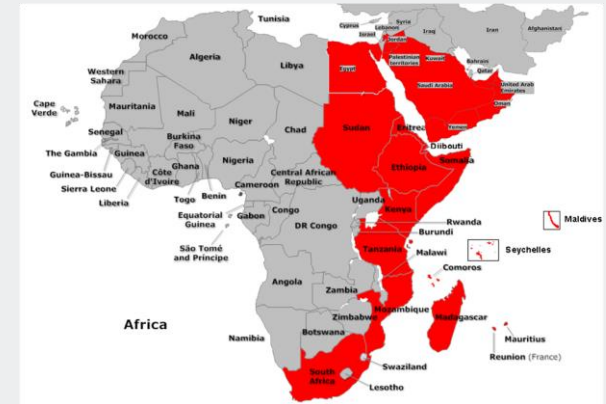 Tunisia
Morocco
Algeria
Libya
Western
Sahara
Cape
Verde
Mauritania
Mali
Niger
Chad
Senegal
The Gambia
Guinea
Burkina
Faso
Guinea-Bissau
Sierra Leone
Liberia
Côte
d'Ivoire
Ghana
Togo
Benin
Nigeria
Cameroon
Central African
Republic
Equatorial
Guinea
São Tomé
and Príncipe
Gabon
Congo
DR Congo
Uganda
Kenya
Rwanda
Burundi
Tanzania
Malawi
Comoros
Angola
Zambia
Zimbabwe
Mozambique
Madagascar
Namibia
Botswana
Swaziland
Lesotho
South
Africa
Mauritius
Reunion (France)
Africa
Maldives
Seychelles
Cyprus
Syria
Lebanon
Israel
Jordan
Iraq
Iran
Afghanistan
Palestinian
territories
Kuwait
Bahrain
Qatar
United Arab
Emirates
Saudi Arabia
Oman
Yemen
Egypt
Sudan
Eritrea
Djibouti
Ethiopia
Somalia